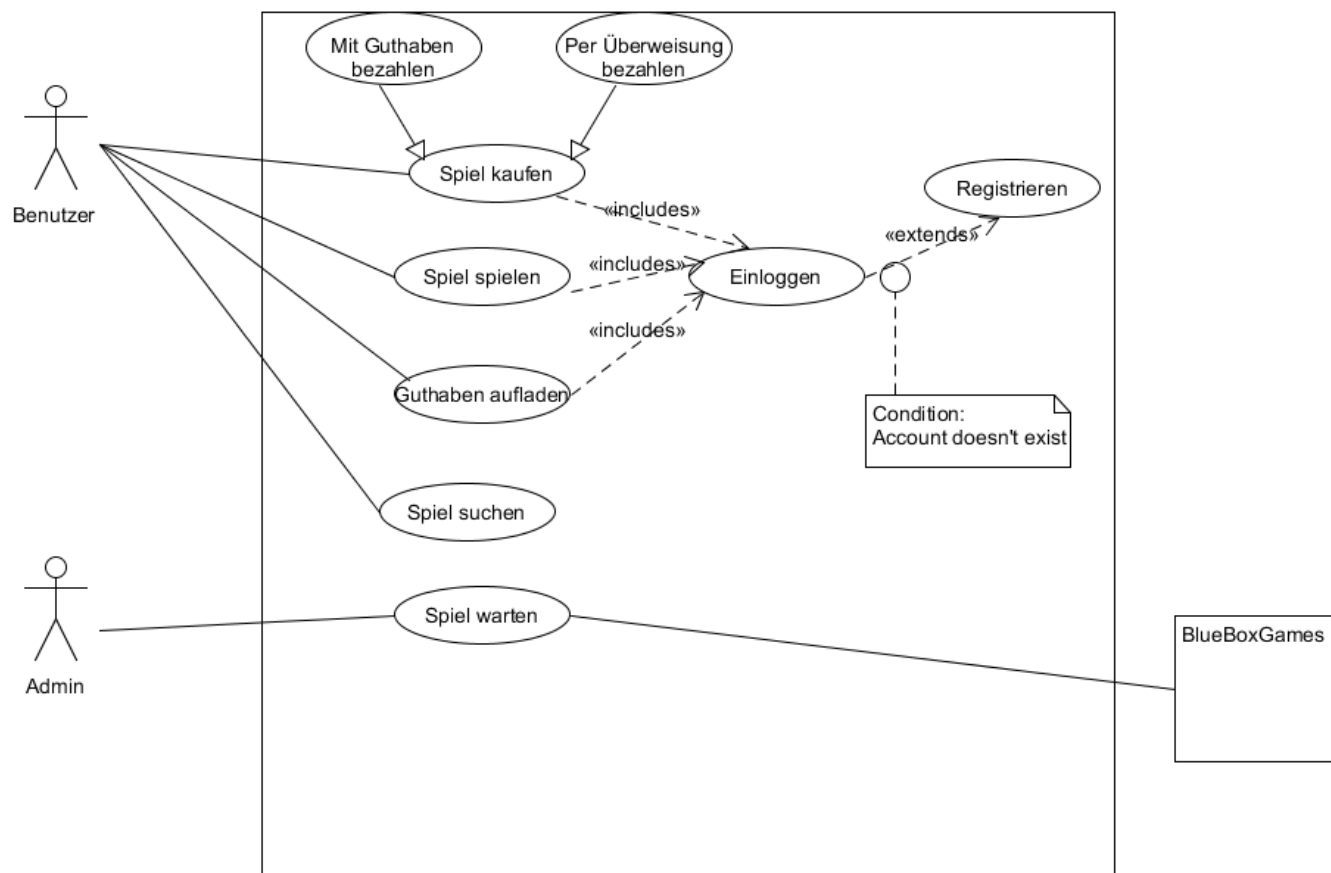 Mit Guthaben
bezahlen
Per Überweisung
bezahlen
Benutzer
Spiel kaufen
Registrieren
«includes»
«extends»
Spiel spielen
«includes»
Einloggen
«includes»
Guthaben aufladen
Condition:
Account doesn't exist
Spiel suchen
Spiel warten
BlueBoxGames
Admin